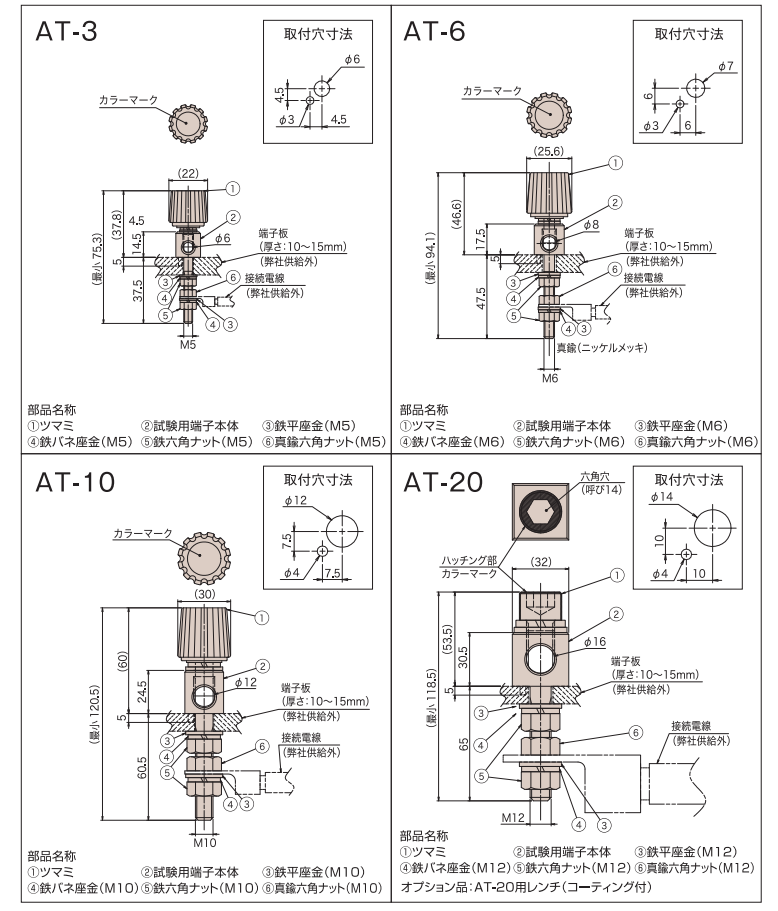 AT-3
取付穴寸法
φ6
4.5
φ3
4.5
カラーマーク
(22)
①
(最小 75.3)
(37.8)
4.5
14.5
5
37.5
②
φ6
端子板
(厚さ:10～15mm)
(弊社供給外)
③
⑥
接続電線
(弊社供給外)
④
⑤
④
③
M5
部品名称
①ツマミ ②試験用端子本体 ③鉄平座金(M5)
④鉄バネ座金(M5) ⑤鉄六角ナット(M5) ⑥真鍮六角ナット(M5)
AT-6
取付穴寸法
φ7
6
φ3
6
カラーマーク
(25.6)
①
(最小 94.1)
(46.6)
17.5
5
47.5
②
φ8
端子板
(厚さ:10～15mm)
(弊社供給外)
③
⑥
接続電線
(弊社供給外)
④
⑤
④
③
真鍮(ニッケルメッキ)
M6
部品名称
①ツマミ ②試験用端子本体 ③鉄平座金(M6)
④鉄バネ座金(M6) ⑤鉄六角ナット(M6) ⑥真鍮六角ナット(M6)
AT-10
取付穴寸法
φ12
7.5
φ4
7.5
カラーマーク
(30)
①
(最小 120.5)
(60)
24.5
5
60.5
②
φ12
端子板
(厚さ:10～15mm)
(弊社供給外)
③
④
⑥
接続電線
(弊社供給外)
⑤
④
③
M10
部品名称
①ツマミ ②試験用端子本体 ③鉄平座金(M10)
④鉄バネ座金(M10) ⑤鉄六角ナット(M10) ⑥真鍮六角ナット(M10)
AT-20
六角穴
(呼び14)
取付穴寸法
φ14
10
φ4
10
ハッチング部
カラーマーク
(32)
①
(最小 118.5)
(53.5)
30.5
5
65
②
φ16
端子板
(厚さ:10～15mm)
(弊社供給外)
③
④
⑥
接続電線
(弊社供給外)
⑤
M12
④
③
部品名称
①ツマミ ②試験用端子本体 ③鉄平座金(M12)
④鉄バネ座金(M12) ⑤鉄六角ナット(M12) ⑥真鍮六角ナット(M12)
オプション品:AT-20用レンチ(コーティング付)